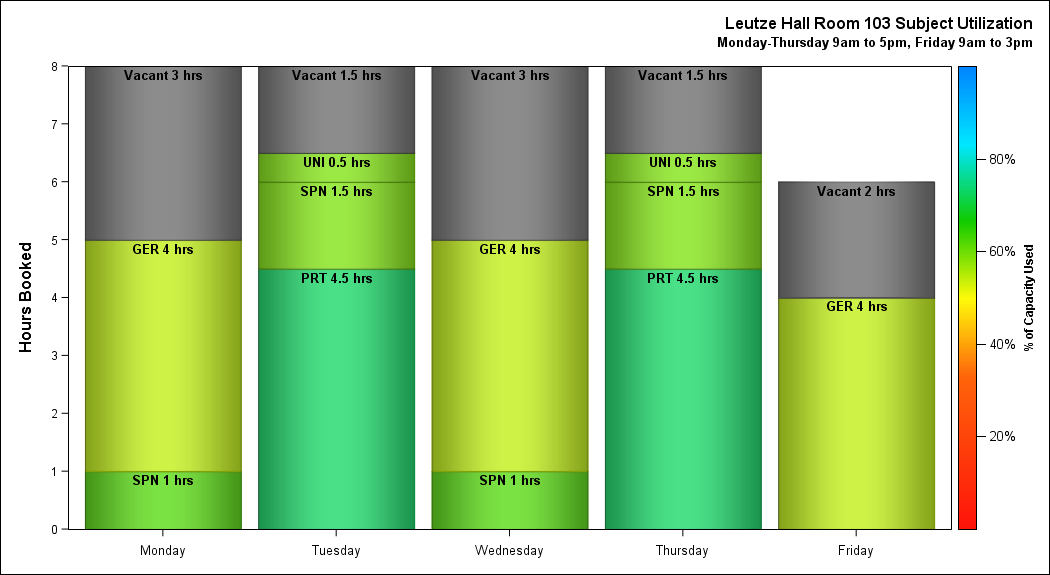 Leutze Hall Room 103 Subject Utilization
Monday-Thursday 9am to 5pm, Friday 9am to 3pm
Hours Booked
8
7
6
5
4
3
2
1
0
Vacant 3 hrs
GER 4 hrs
SPN 1 hrs
Vacant 1.5 hrs
UNI 0.5 hrs
SPN 1.5 hrs
PRT 4.5 hrs
Vacant 3 hrs
GER 4 hrs
SPN 1 hrs
Vacant 1.5 hrs
UNI 0.5 hrs
SPN 1.5 hrs
PRT 4.5 hrs
Vacant 2 hrs
GER 4 hrs
Monday
Tuesday
Wednesday
Thursday
Friday
80%
60%
40%
20%
% of Capacity Used